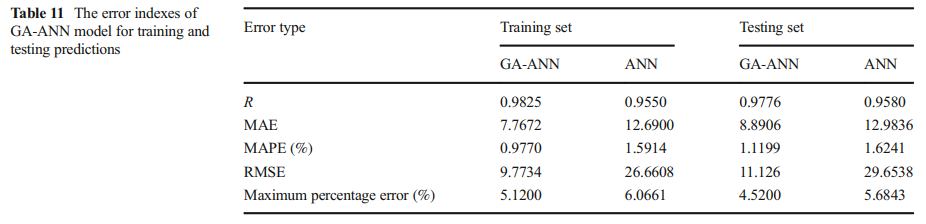 Table 11 The error indexes of
GA-ANN model for training and
testing predictions
Error type Training set Testing set
GA-ANN ANN GA-ANN ANN
R 0.9825 0.9550 0.9776 0.9580
MAE 7.7672 12.6900 8.8906 12.9836
MAPE (%) 0.9770 1.5914 1.1199 1.6241
RMSE 9.7734 26.6608 11.126 29.6538
Maximum percentage error (%) 5.1200 6.0661 4.5200 5.6843